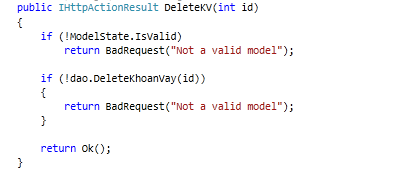 public IHttpActionResult DeleteKV(int id)
{
    if (!ModelState.IsValid)
        return BadRequest("Not a valid model");

    if (!dao.DeleteKhoanVay(id))
    {
        return BadRequest("Not a valid model");
    }

    return Ok();
}